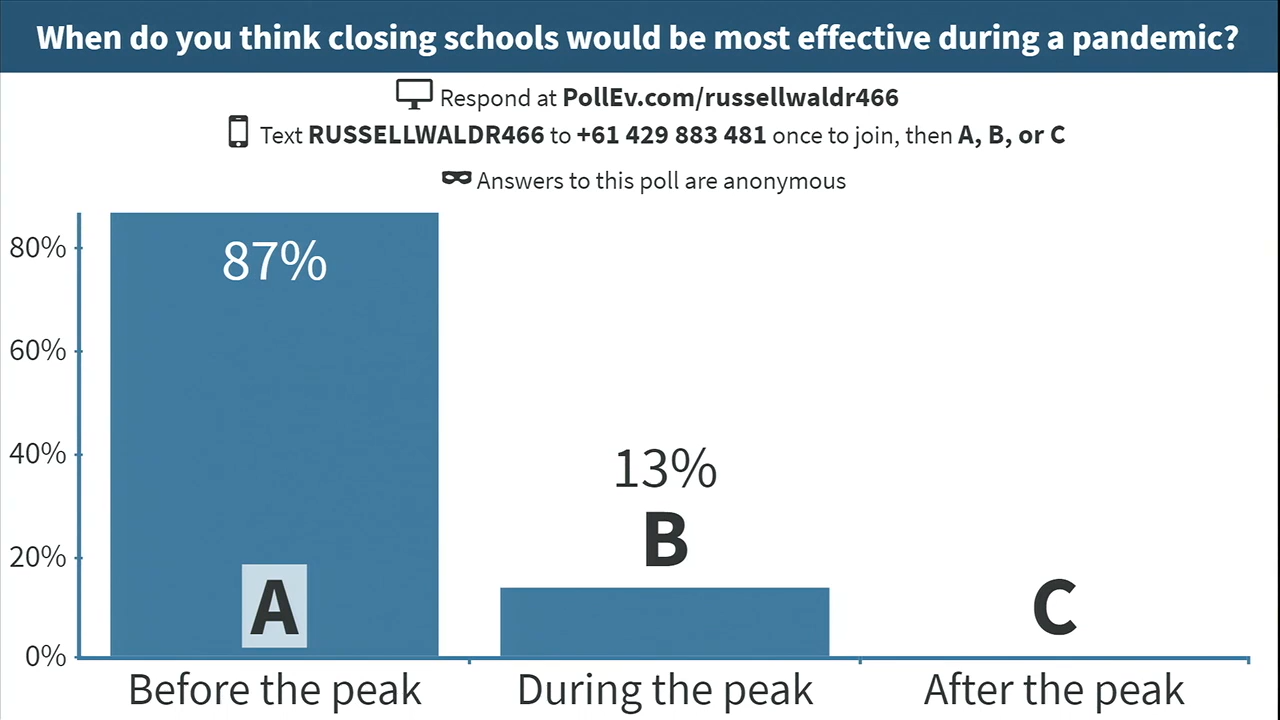 When do you think closing schools would be most effective during a pandemic?
Respond at PollEv.com/russellwaldr466
Text RUSSELLWALDR466 to +61 429 883 481 once to join, then A, B, or C
Answers to this poll are anonymous
80%
60%
40%
20%
0%
87%
A
13%
B
C
Before the peak
During the peak
After the peak